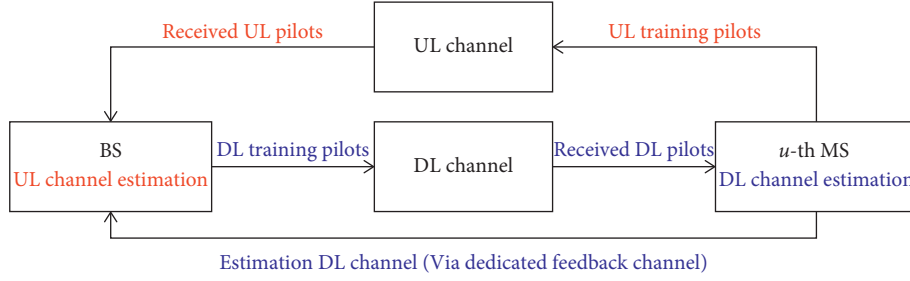 Received UL pilots
UL channel
UL training pilots
BS
UL channel estimation
DL training pilots
DL channel
Received DL pilots
u-th MS
DL channel estimation
Estimation DL channel (Via dedicated feedback channel)